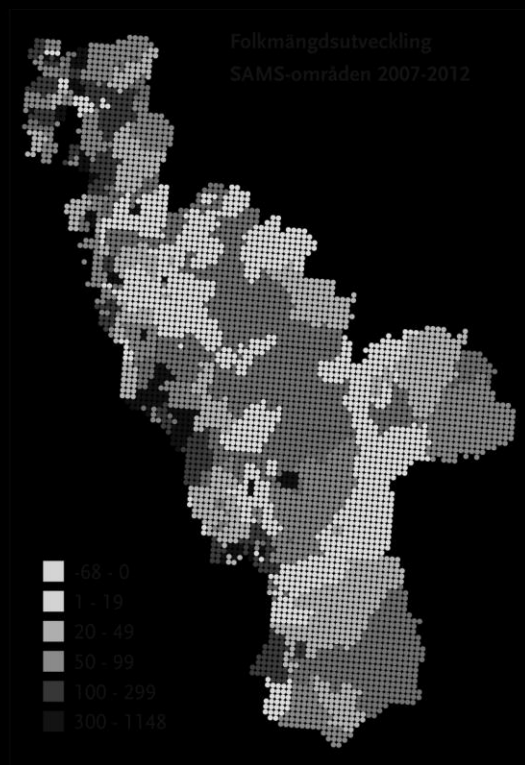 Folkmängdsutveckling
SAMS-områden 2007-2012
-68 - 0
1 - 19
20 - 49
50 - 99
100 - 299
300 - 1148